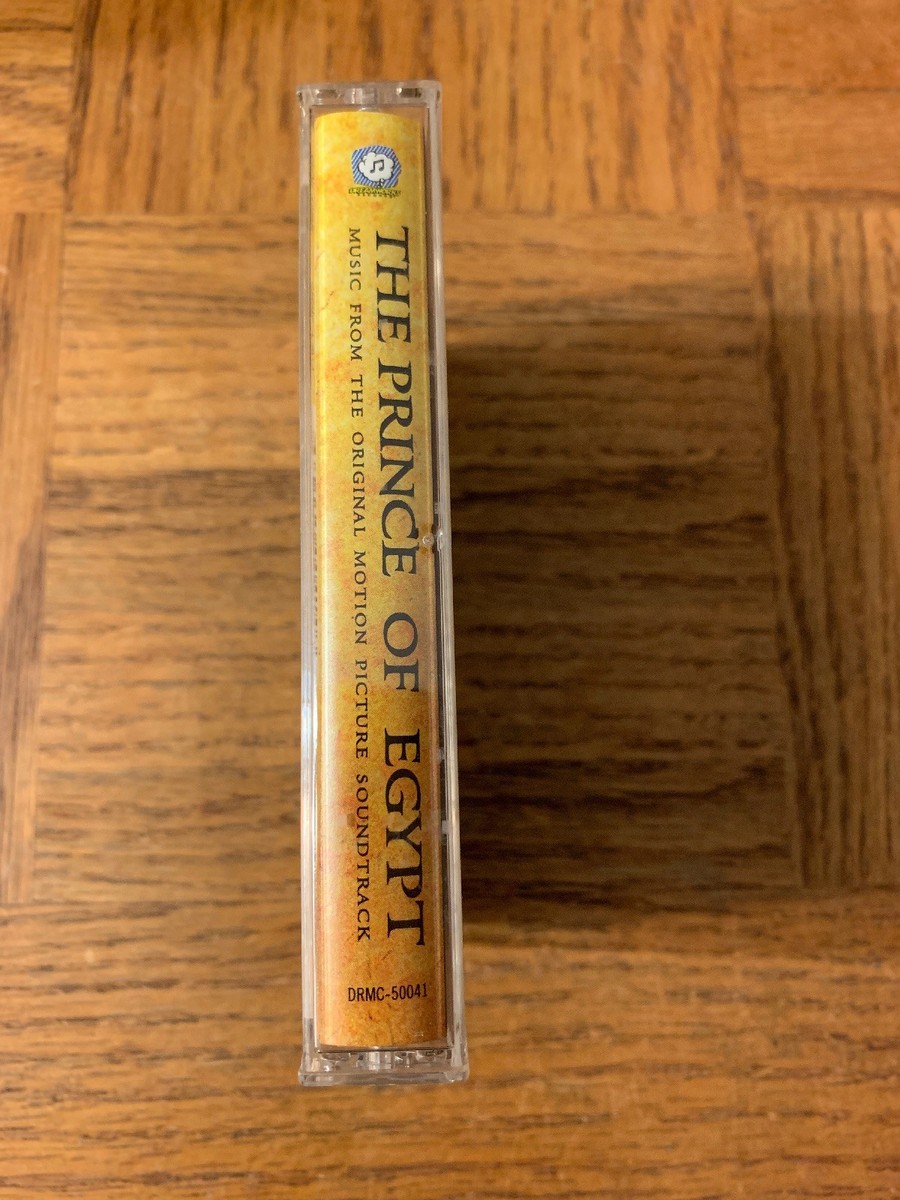 THE PRINCE OF EGYPT
MUSIC FROM THE ORIGINAL MOTION PICTURE SOUNDTRACK
DRMC-50041